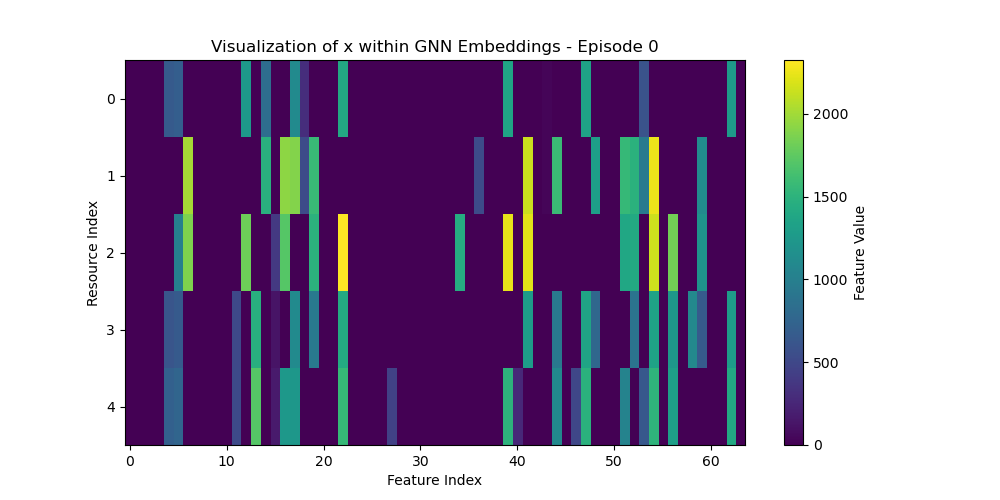 Visualization of x within GNN Embeddings - Episode 0
Resource Index
0
1
2
3
4
0 10 20 30 40 50 60
Feature Index
2000
1500
1000
500
0
Feature Value